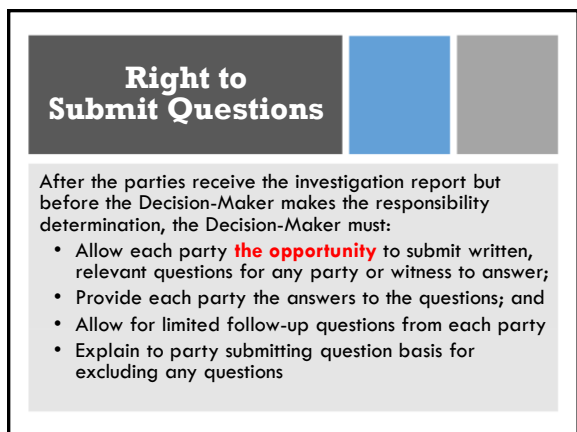 Right to
Submit Questions
After the parties receive the investigation report but
before the Decision-Maker makes the responsibility
determination, the Decision-Maker must:
• Allow each party the opportunity to submit written,
relevant questions for any party or witness to answer;
• Provide each party the answers to the questions; and
• Allow for limited follow-up questions from each party
• Explain to party submitting question basis for
excluding any questions